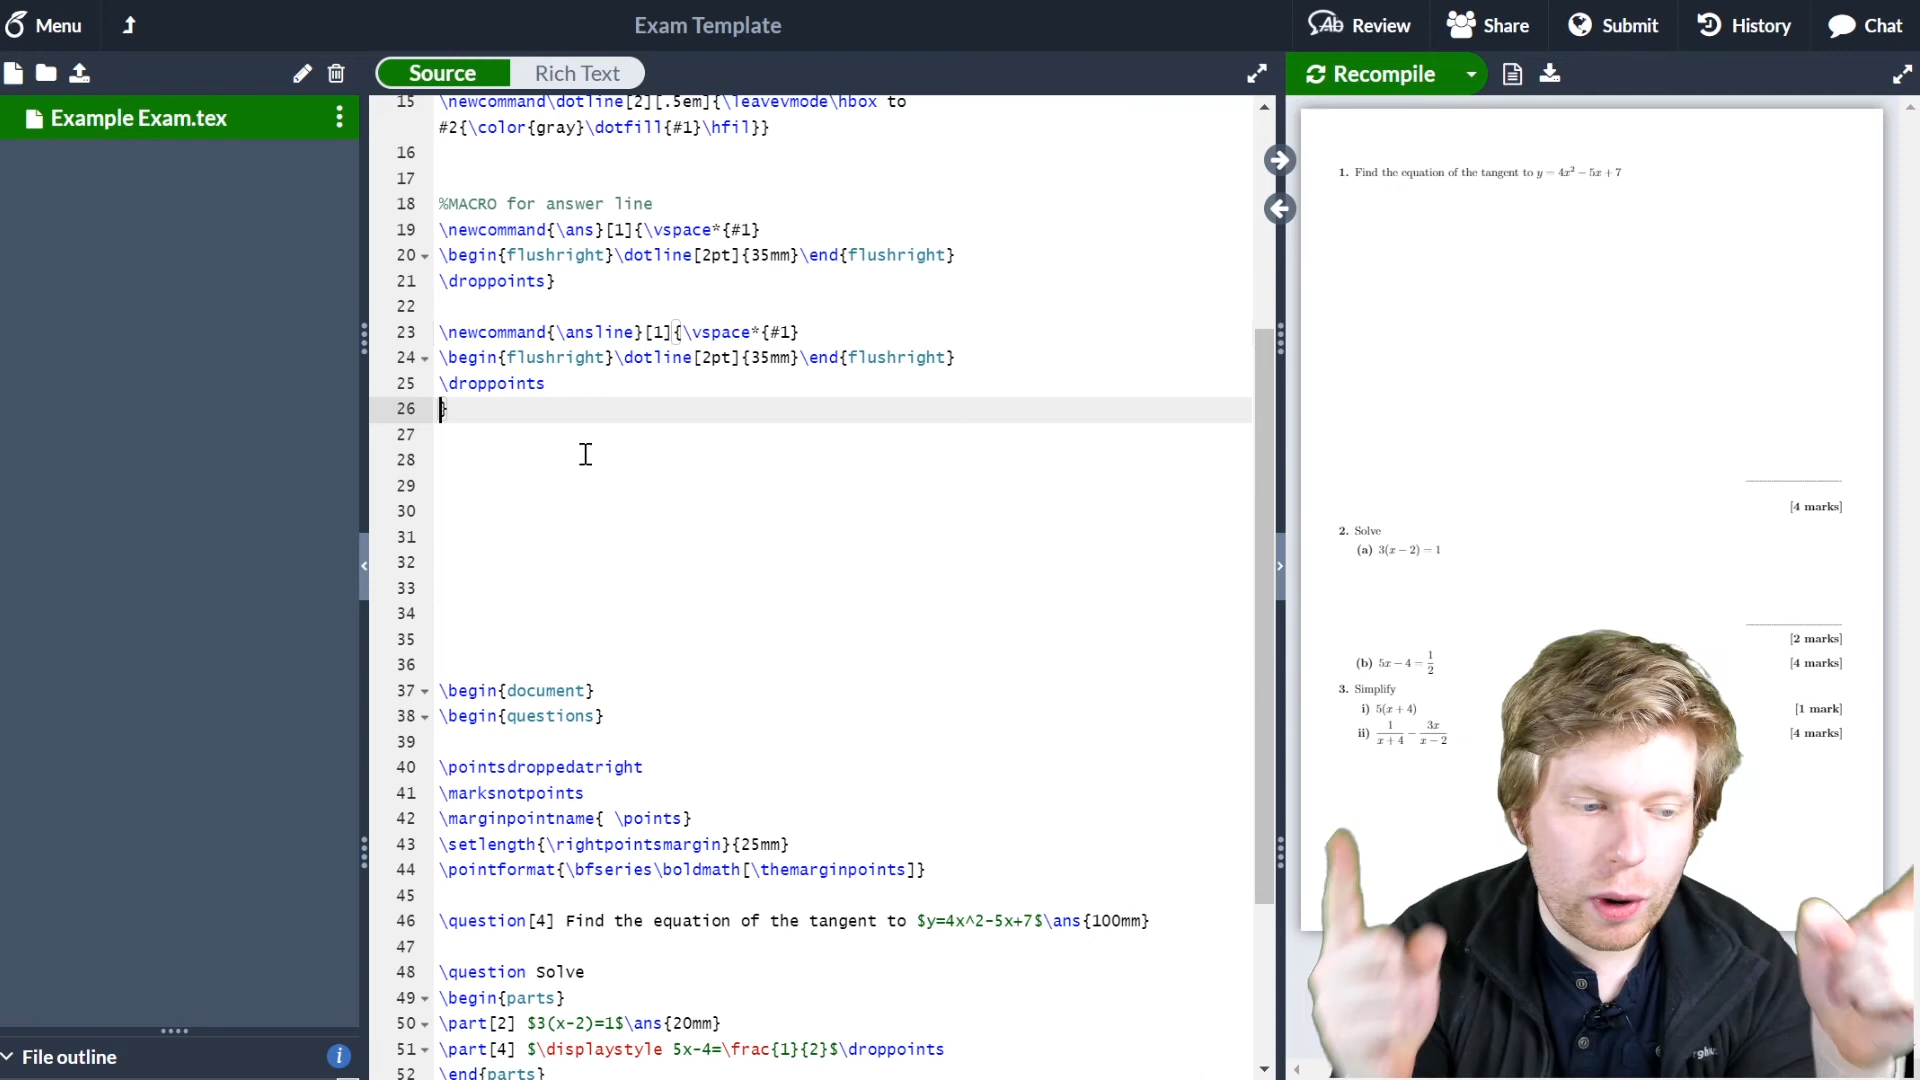 Menu
Exam Template
Review
Share
Submit
History
Chat
Source
Rich Text
Recompile
Example Exam.tex
15 \newcommand\dotline[2][.5em]{\leavevmode\hbox to
#2{\color{gray}\dotfill{#1}\hfil}}
16
17
18 %MACRO for answer line
19 \newcommand{\ans}[1]{\vspace*{#1}
20 \begin{flushright}\dotline[2pt]{35mm}\end{flushright}
21 \droppoints}
22
23 \newcommand{\ansline}[1]{\vspace*{#1}
24 \begin{flushright}\dotline[2pt]{35mm}\end{flushright}
25 \droppoints
26 }
27
28
29
30
31
32
33
34
35
36
37 \begin{document}
38 \begin{questions}
39
40 \pointsdroppedatright
41 \marksnotpoints
42 \marginpointname{ \points}
43 \setlength{\rightpointsmargin}{25mm}
44 \pointformat{\bfseries\boldmath[\themarginpoints]}
45
46 \question[4] Find the equation of the tangent to $y=4x^2-5x+7$\ans{100mm}
47
48 \question Solve
49 \begin{parts}
50 \part[2] $3(x-2)=1$\ans{20mm}
51 \part[4] $\displaystyle 5x-4=\frac{1}{2}$\droppoints
52 \end{parts}
File outline
1. Find the equation of the tangent to y = 4x² − 5x + 7
[4 marks]
2. Solve
(a) 3(x − 2) = 1
[2 marks]
(b) 5x − 4 = 1/2
[4 marks]
3. Simplify
i) 5(x + 4)
[1 mark]
ii) 1/(x + 4) − 3x/(x − 2)
[4 marks]